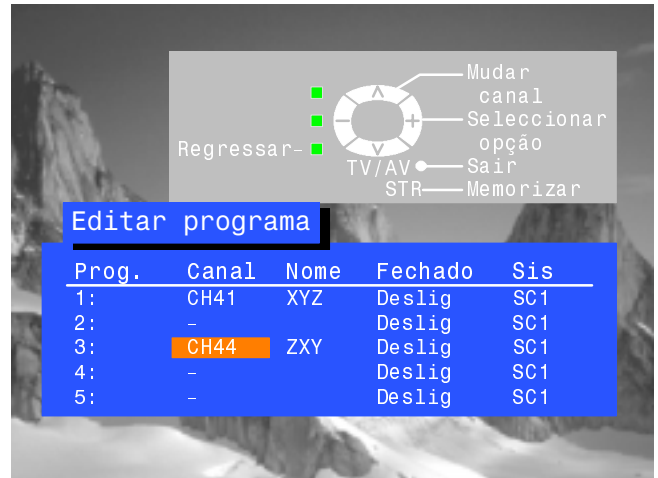 Mudar
canal
Seleccionar
opção
Regressar
TV/AV Sair
STR Memorizar
Editar programa
Prog. Canal Nome Fechado Sis
1: CH41 XYZ Deslig SC1
2: - Deslig SC1
3: CH44 ZXY Deslig SC1
4: - Deslig SC1
5: - Deslig SC1